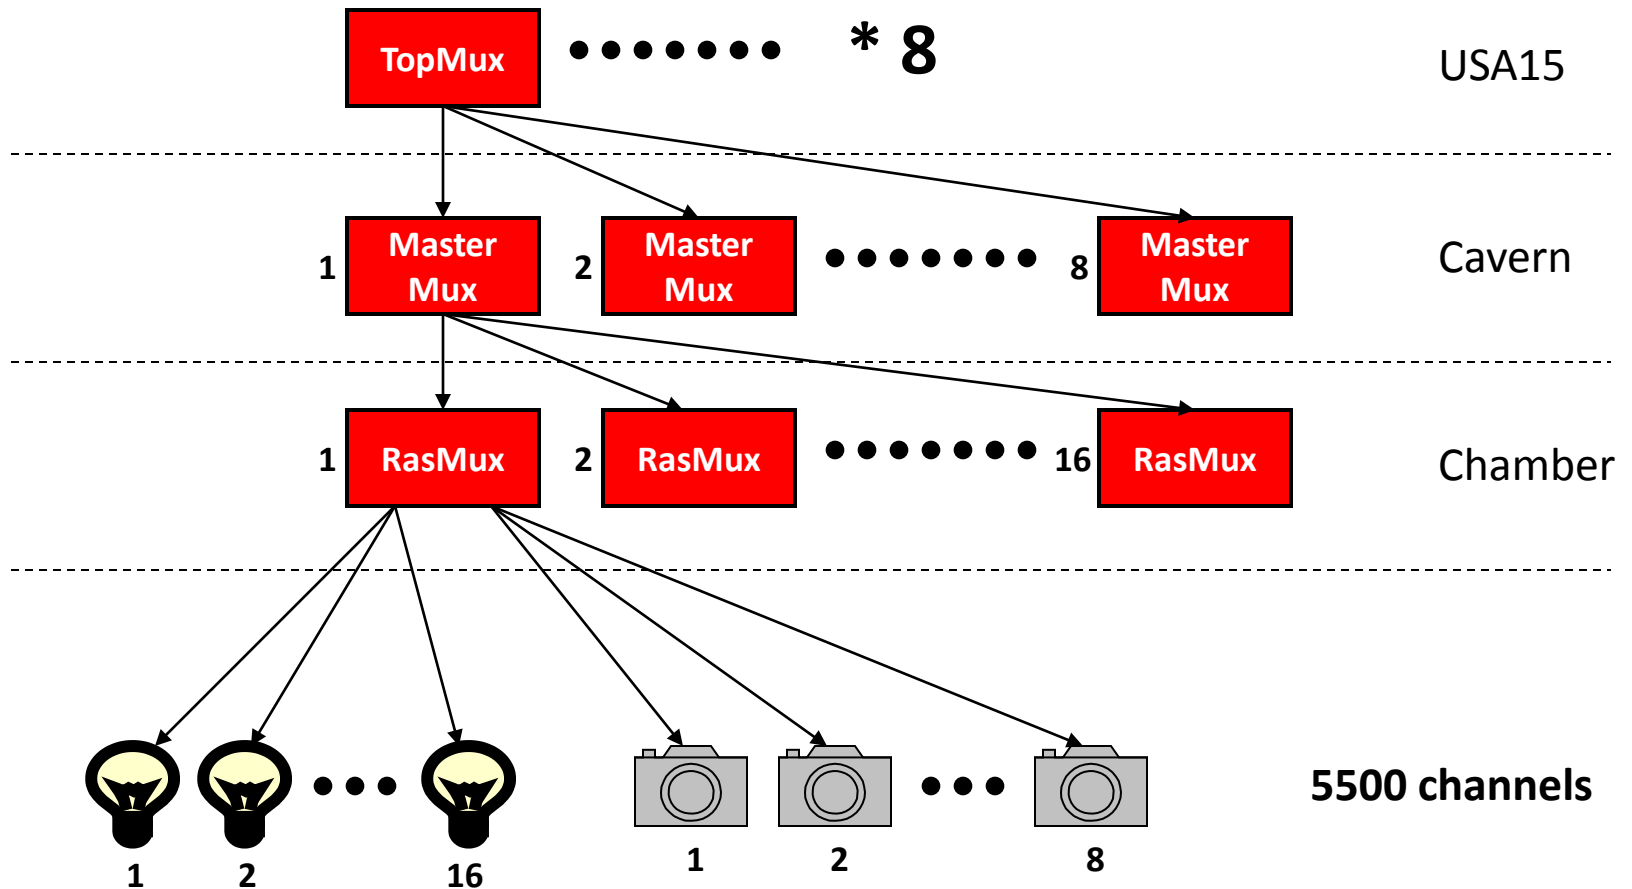 TopMux
* 8
USA15
1
Master
Mux
2
Master
Mux
8
Master
Mux
Cavern
1
RasMux
2
RasMux
16
RasMux
Chamber
5500 channels
1
2
16
1
2
8